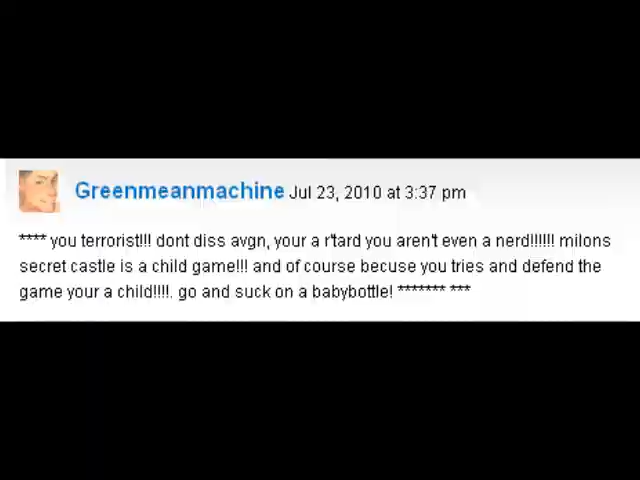 Greenmeanmachine Jul 23, 2010 at 3:37 pm
**** you terrorist!!! dont diss avgn, your a r'tard you aren't even a nerd!!!!!! milons
secret castle is a child game!!! and of course becuse you tries and defend the
game your a child!!!!. go and suck on a babybottle! ******* ***